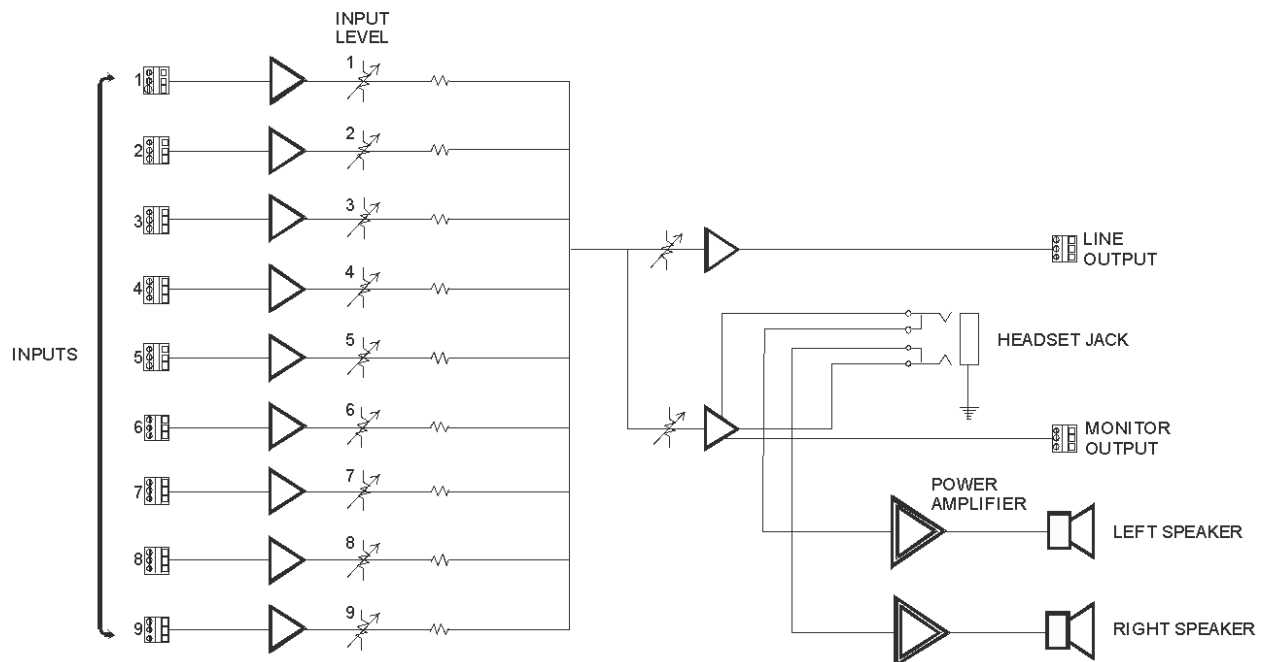 INPUT
LEVEL
1
1
2
2
3
3
4
4
INPUTS
5
5
6
6
7
7
8
8
9
9
LINE
OUTPUT
HEADSET JACK
MONITOR
OUTPUT
POWER
AMPLIFIER
LEFT SPEAKER
RIGHT SPEAKER